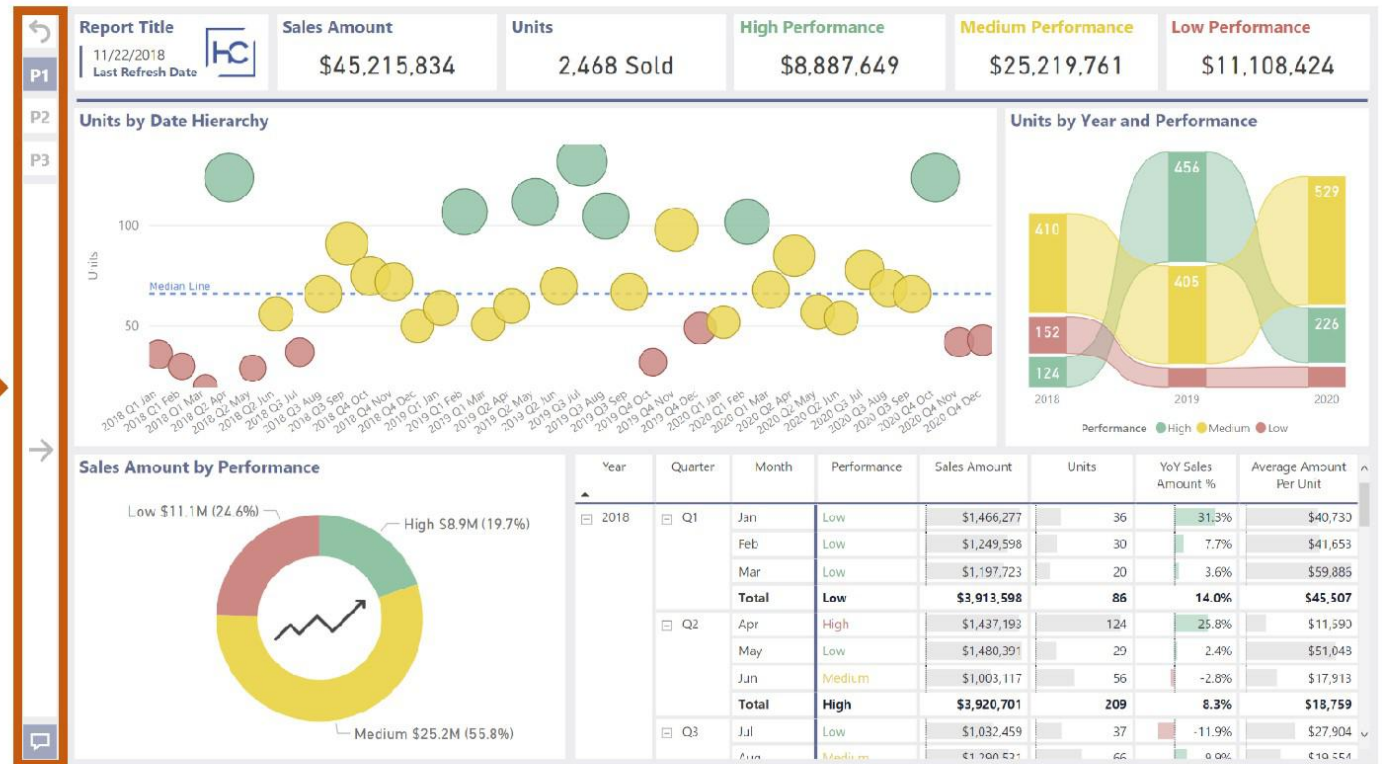 P1
P2
P3
Report Title
11/22/2018
Last Refresh Date
HC
Sales Amount
$45,215,834
Units
2,468 Sold
High Performance
$8,887,649
Medium Performance
$25,219,761
Low Performance
$11,108,424
Units by Date Hierarchy
Units
100
50
Median Line
2018 Q1 Jan
2018 Q1 Feb
2018 Q1 Mar
2018 Q2 Apr
2018 Q2 May
2018 Q2 Jun
2018 Q3 Jul
2018 Q3 Aug
2018 Q3 Sep
2018 Q4 Oct
2018 Q4 Nov
2018 Q4 Dec
2019 Q1 Jan
2019 Q1 Feb
2019 Q1 Mar
2019 Q2 Apr
2019 Q2 May
2019 Q2 Jun
2019 Q3 Jul
2019 Q3 Aug
2019 Q3 Sep
2019 Q4 Oct
2019 Q4 Nov
2019 Q4 Dec
2020 Q1 Jan
2020 Q1 Feb
2020 Q1 Mar
2020 Q2 Apr
2020 Q2 May
2020 Q2 Jun
2020 Q3 Jul
2020 Q3 Aug
2020 Q3 Sep
2020 Q4 Oct
2020 Q4 Nov
2020 Q4 Dec
Units by Year and Performance
410
152
124
456
405
529
226
2018 2019 2020
Performance High Medium Low
Sales Amount by Performance
Low $11.1M (24.6%)
High $8.9M (19.7%)
Medium $25.2M (55.8%)
Year Quarter Month Performance Sales Amount Units YoY Sales Amount % Average Amount Per Unit
2018 Q1 Jan Low $1,466,277 36 31.3% $40,730
Feb Low $1,249,598 30 7.7% $41,653
Mar Low $1,197,723 20 3.6% $59,886
Total Low $3,913,598 86 14.0% $45,507
Q2 Apr High $1,437,193 124 25.8% $11,590
May Low $1,480,391 29 2.4% $51,048
Jun Medium $1,003,117 56 -2.8% $17,913
Total High $3,920,701 209 8.3% $18,759
Q3 Jul Low $1,032,459 37 -11.9% $27,904
Aug Medium $1,290,531 66 9.9% $19,554